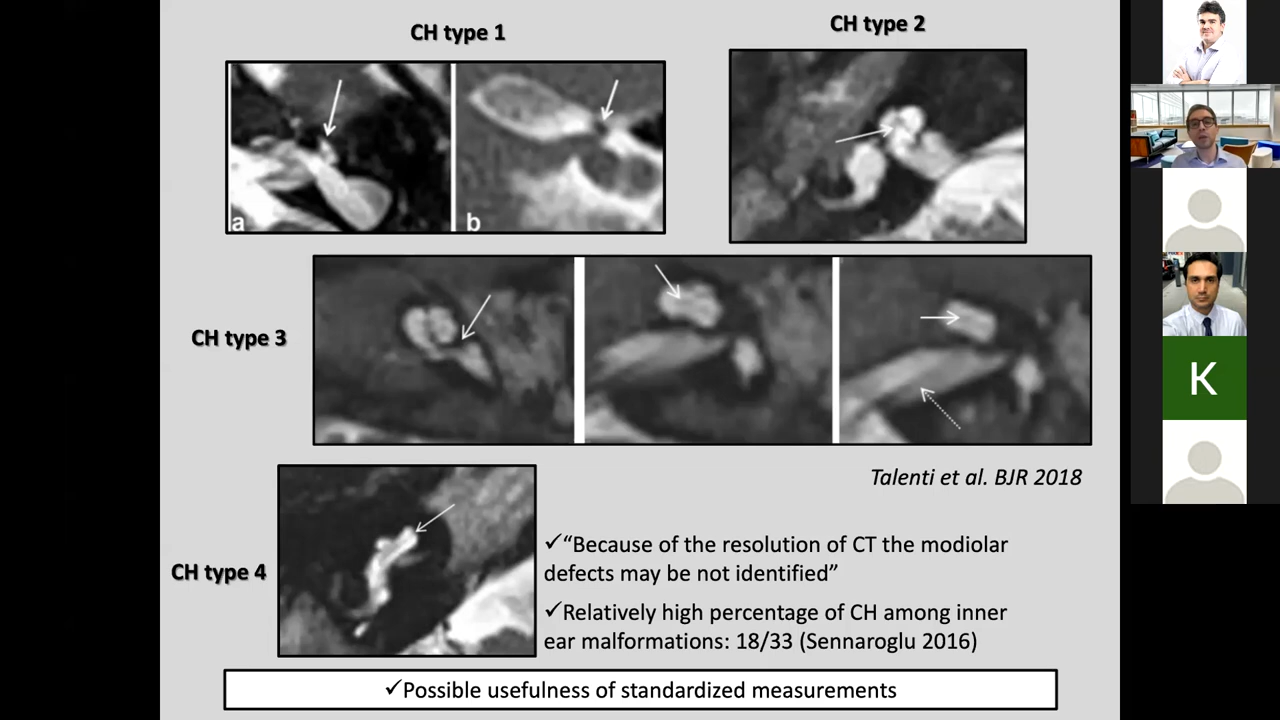 CH type 1
CH type 2
a
b
CH type 3
Talenti et al. BJR 2018
CH type 4
✓“Because of the resolution of CT the modiolar
defects may be not identified”
✓Relatively high percentage of CH among inner
ear malformations: 18/33 (Sennaroglu 2016)
✓Possible usefulness of standardized measurements
K